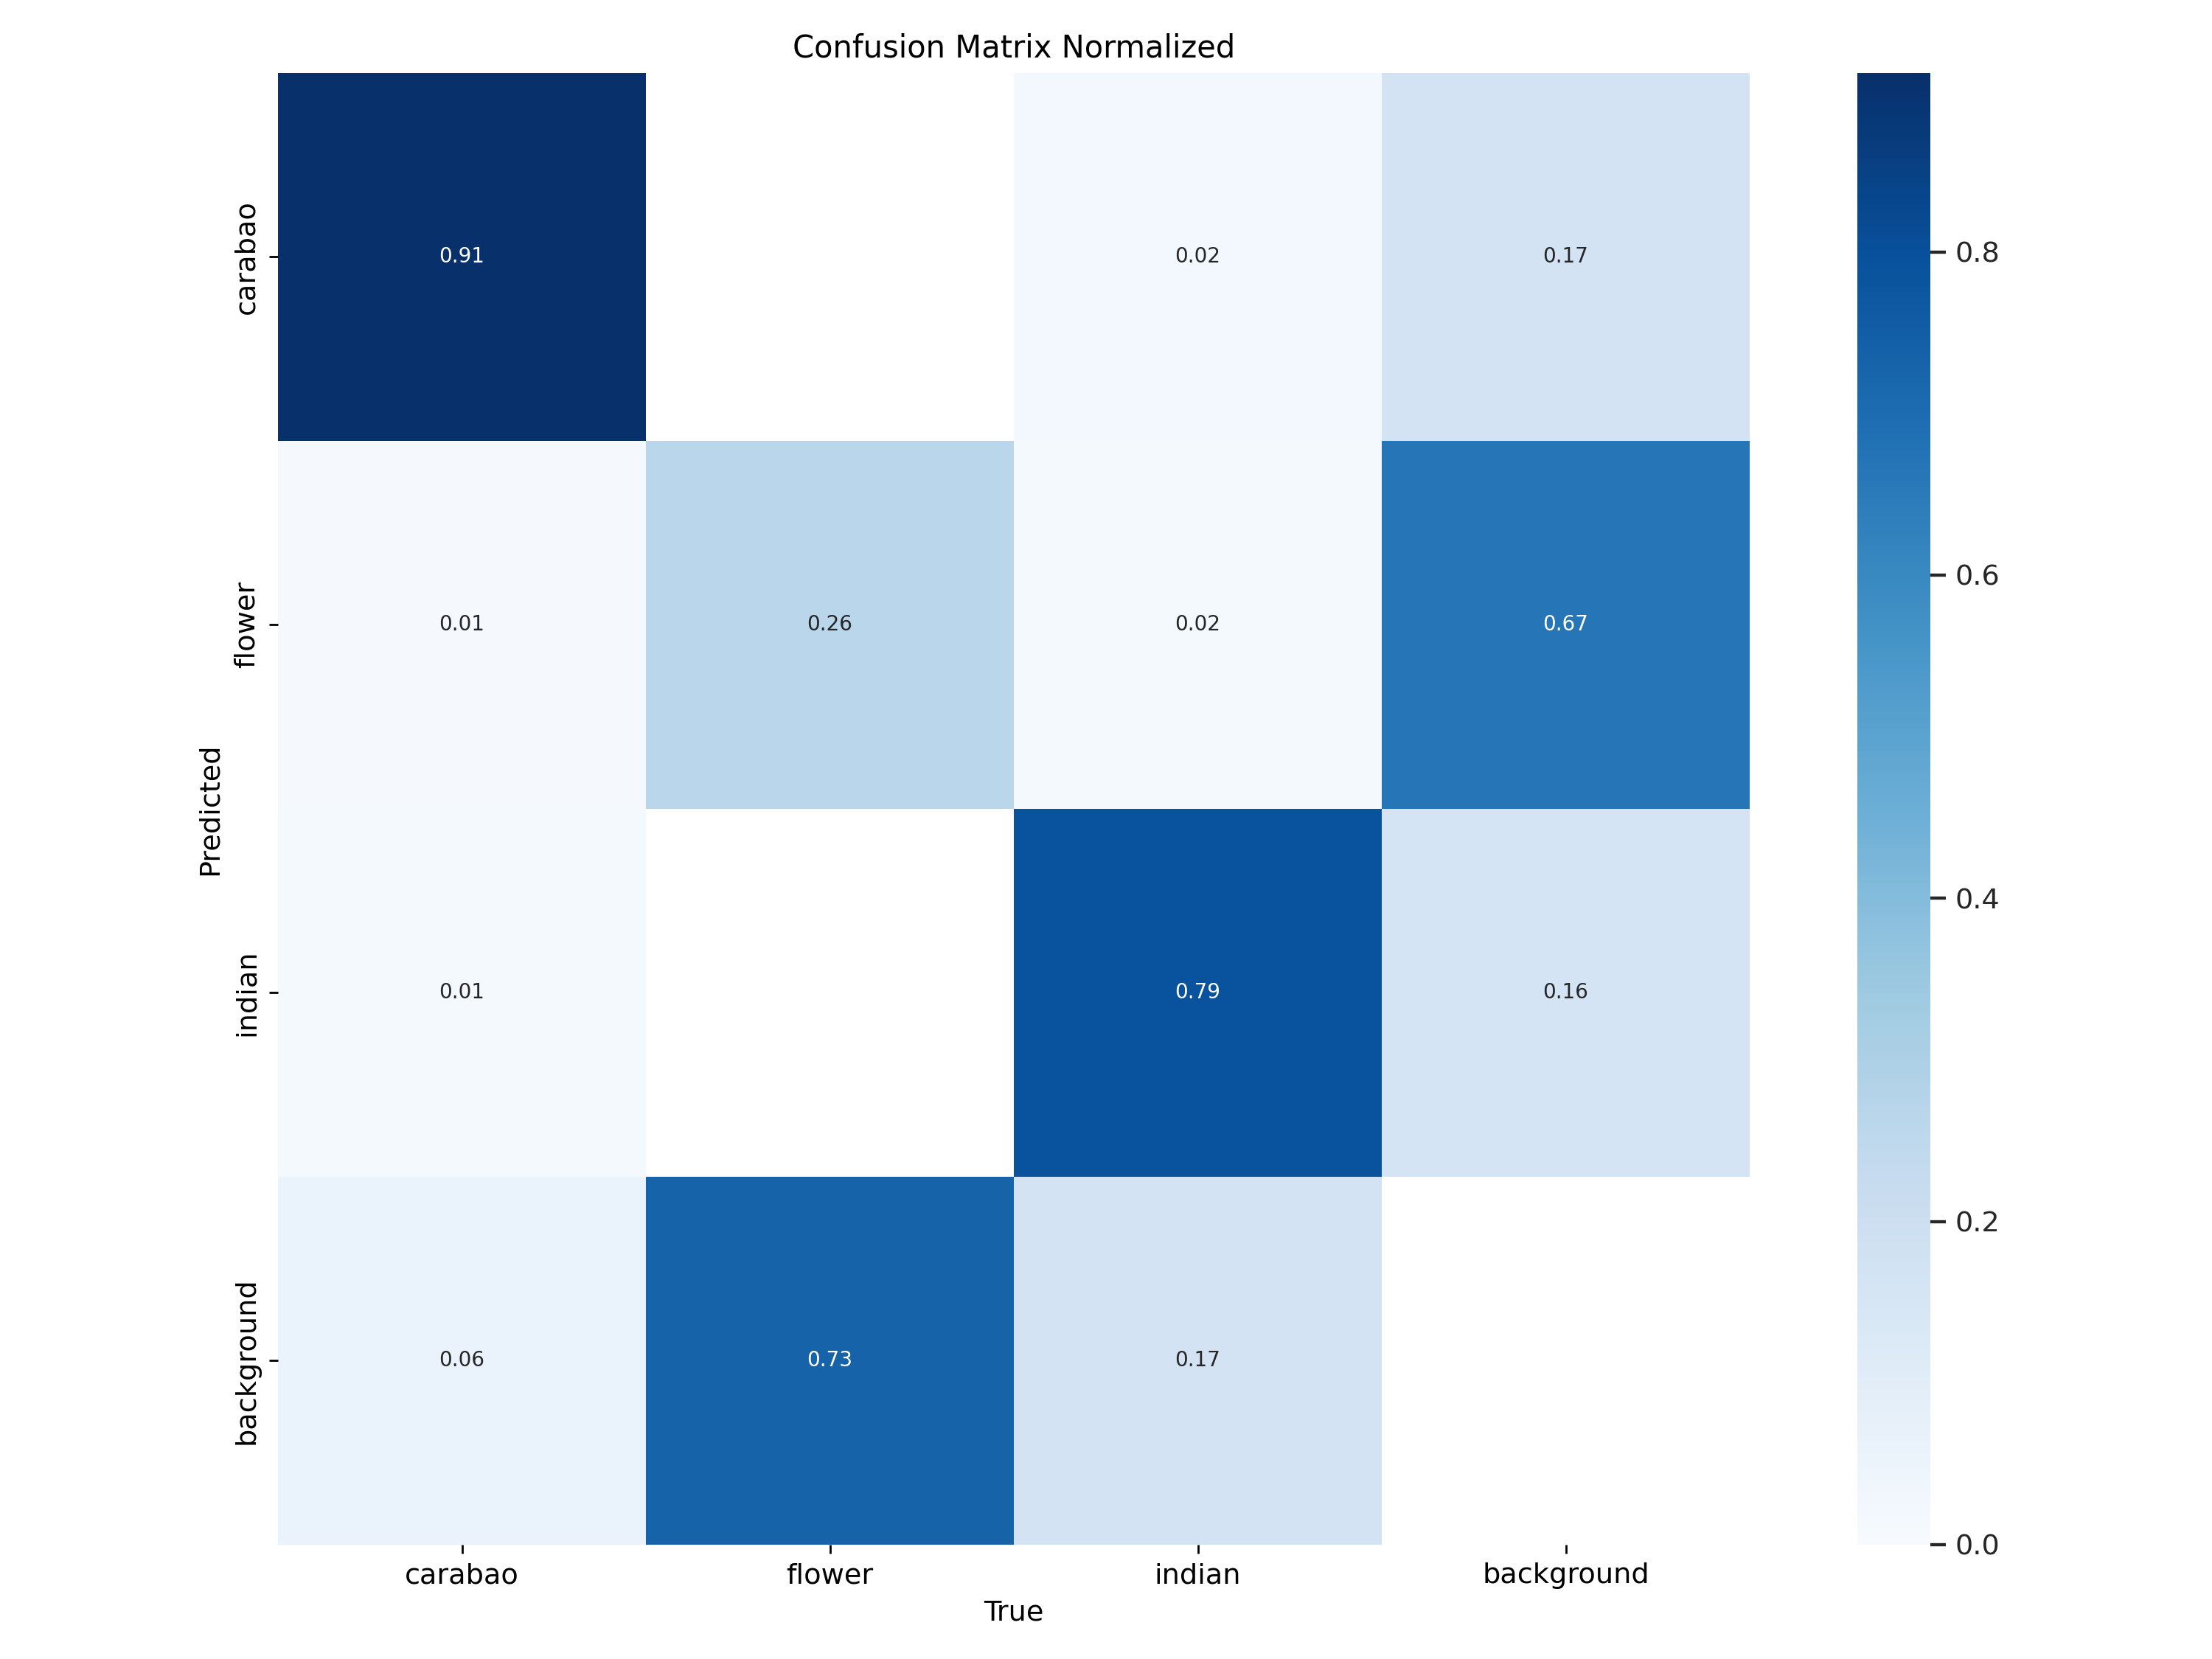 Confusion Matrix Normalized
carabao
0.91
0.02
0.17
0.8
flower
0.01
0.26
0.02
0.67
0.6
Predicted
0.4
indian
0.01
0.79
0.16
0.2
background
0.06
0.73
0.17
0.0
carabao
flower
indian
background
True